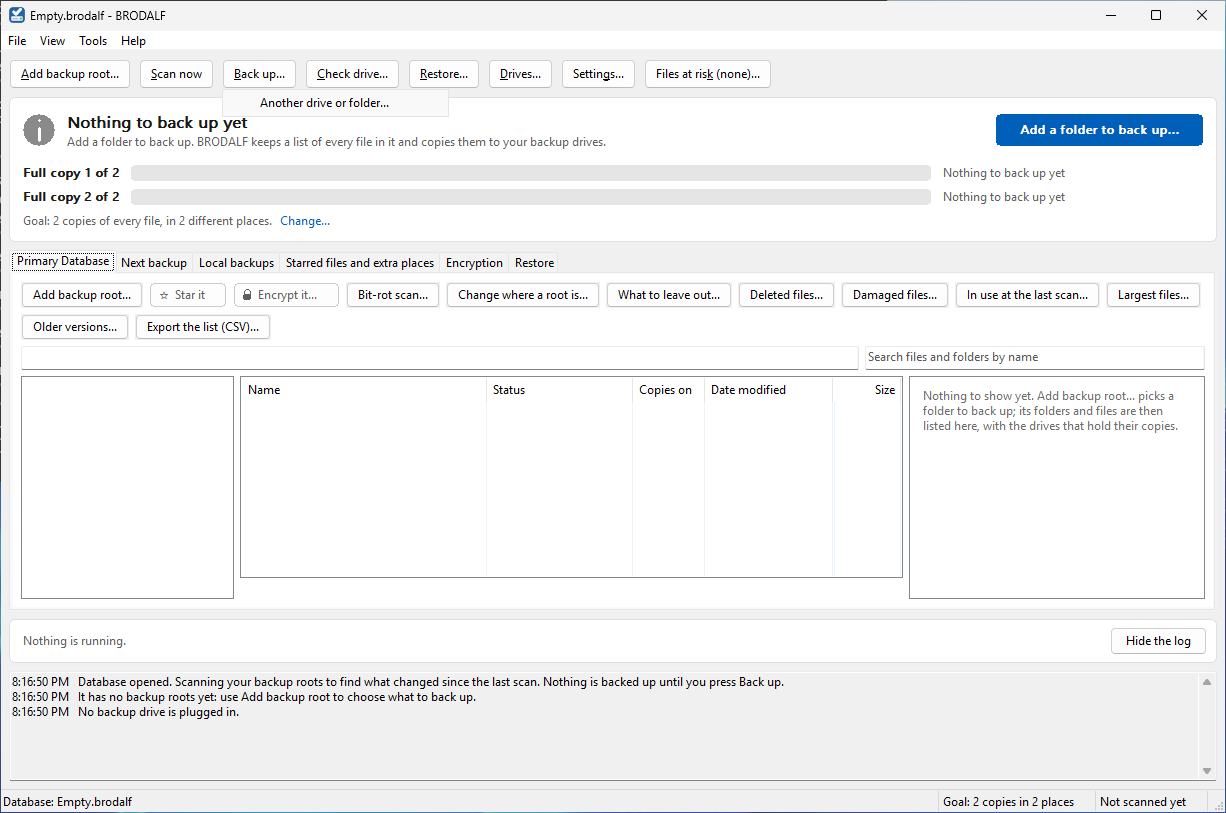 Empty.brodalf - BRODALF
File View Tools Help
Add backup root... Scan now Back up... Check drive... Restore... Drives... Settings... Files at risk (none)...
Another drive or folder...
Nothing to back up yet
Add a folder to back up. BRODALF keeps a list of every file in it and copies them to your backup drives.
Add a folder to back up...
Full copy 1 of 2 Nothing to back up yet
Full copy 2 of 2 Nothing to back up yet
Goal: 2 copies of every file, in 2 different places. Change...
Primary Database Next backup Local backups Starred files and extra places Encryption Restore
Add backup root... ☆ Star it Encrypt it... Bit-rot scan... Change where a root is... What to leave out... Deleted files... Damaged files... In use at the last scan... Largest files...
Older versions... Export the list (CSV)...
Search files and folders by name
Name Status Copies on Date modified Size
Nothing to show yet. Add backup root... picks a
folder to back up; its folders and files are then
listed here, with the drives that hold their copies.
Nothing is running. Hide the log
8:16:50 PM Database opened. Scanning your backup roots to find what changed since the last scan. Nothing is backed up until you press Back up.
8:16:50 PM It has no backup roots yet: use Add backup root to choose what to back up.
8:16:50 PM No backup drive is plugged in.
Database: Empty.brodalf Goal: 2 copies in 2 places Not scanned yet